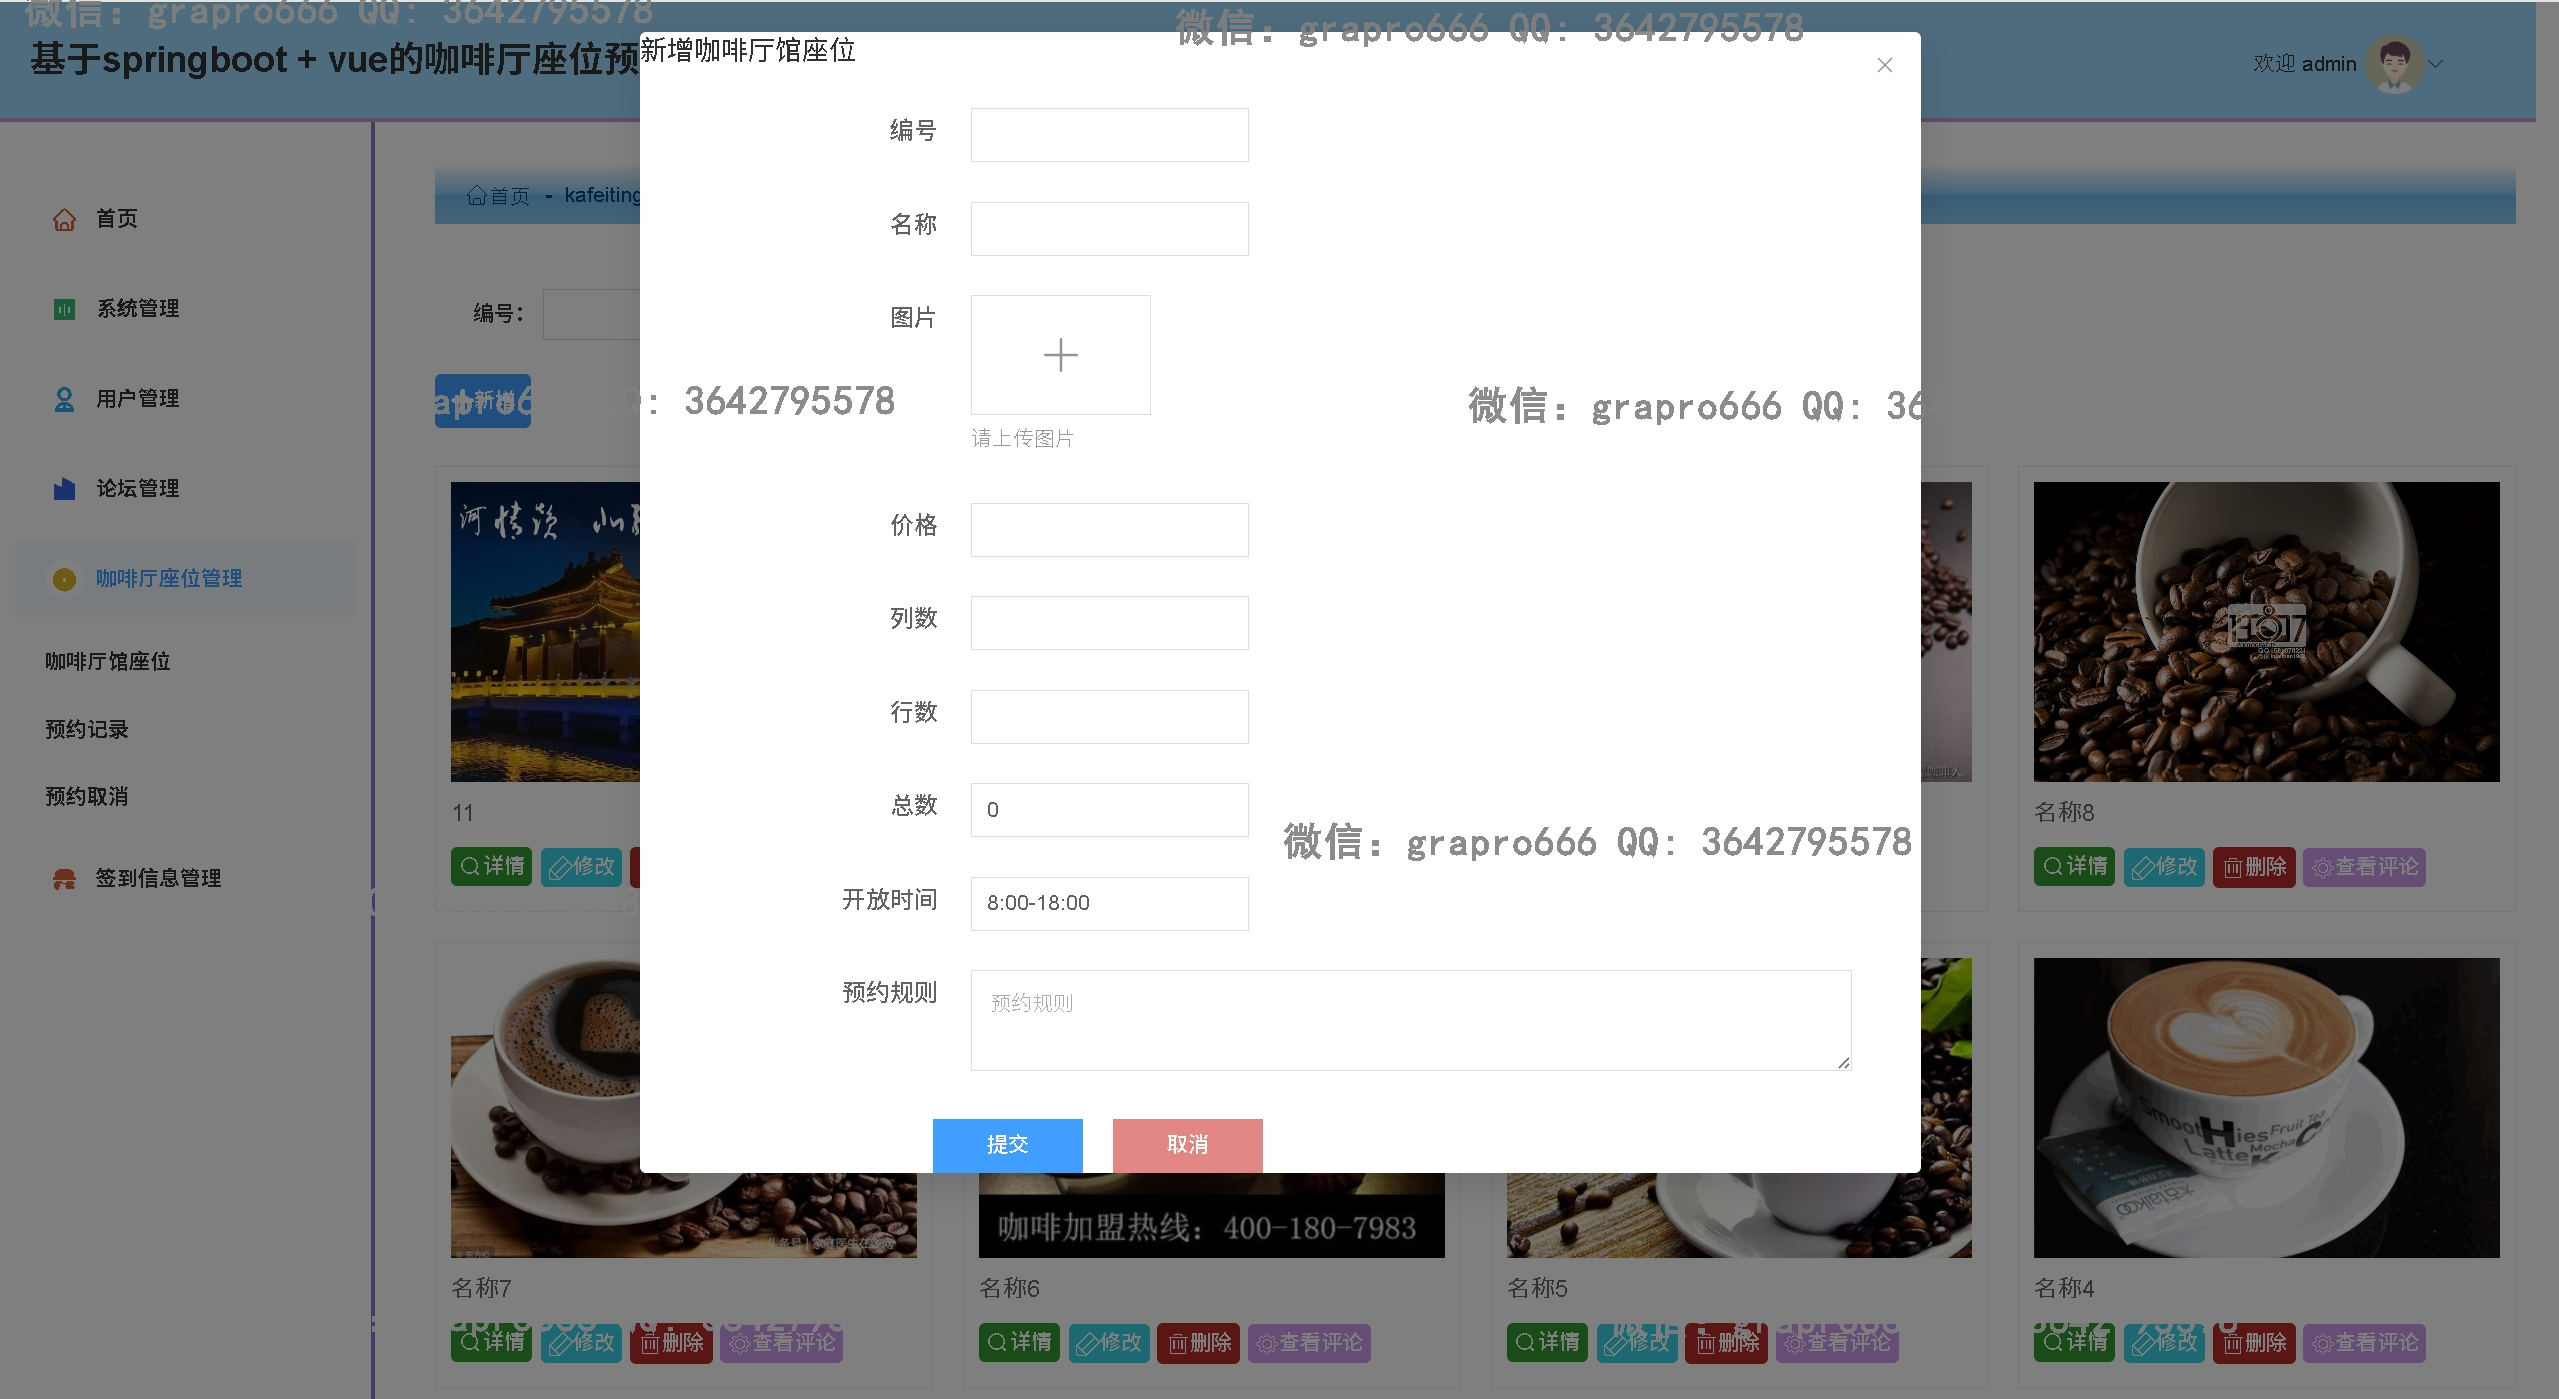 微信: grapro666 QQ: 3642795578
微信: grapro666 QQ: 3642795578
基于springboot + vue的咖啡厅座位预
新增咖啡厅馆座位
欢迎 admin
首页 - kafeiting
首页
系统管理
用户管理
论坛管理
咖啡厅座位管理
咖啡厅馆座位
预约记录
预约取消
签到信息管理
编号:
新增
apro6
: 3642795578
微信: grapro666 QQ: 36
编号
名称
图片
请上传图片
价格
列数
行数
总数
0
微信: grapro666 QQ: 3642795578
开放时间
8:00-18:00
预约规则
预约规则
提交
取消
11
详情
修改
2017
名称8
详情
修改
删除
查看评论
SmootHies Fruit Tea
Latte Mocha
咖啡加盟热线: 400-180-7983
名称7
名称6
名称5
名称4
详情
修改
删除
查看评论
详情
修改
删除
查看评论
详情
修改
删除
查看评论
详情
修改
删除
查看评论